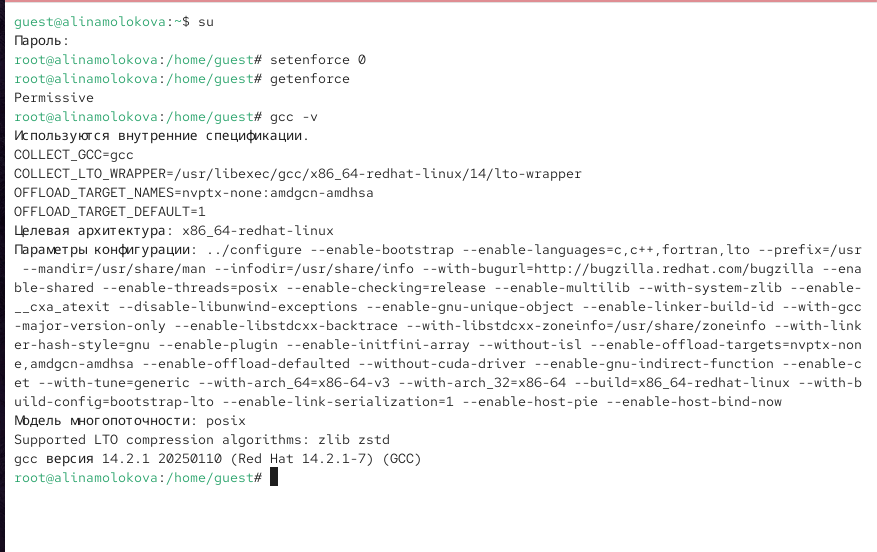 guest@alinamolokova:~$ su
Пароль:
root@alinamolokova:/home/guest# setenforce 0
root@alinamolokova:/home/guest# getenforce
Permissive
root@alinamolokova:/home/guest# gcc -v
Используются внутренние спецификации.
COLLECT_GCC=gcc
COLLECT_LTO_WRAPPER=/usr/libexec/gcc/x86_64-redhat-linux/14/lto-wrapper
OFFLOAD_TARGET_NAMES=nvptx-none:amdgcn-amdhsa
OFFLOAD_TARGET_DEFAULT=1
Целевая архитектура: x86_64-redhat-linux
Параметры конфигурации: ../configure --enable-bootstrap --enable-languages=c,c++,fortran,lto --prefix=/usr
 --mandir=/usr/share/man --infodir=/usr/share/info --with-bugurl=http://bugzilla.redhat.com/bugzilla --ena
ble-shared --enable-threads=posix --enable-checking=release --enable-multilib --with-system-zlib --enable-
__cxa_atexit --disable-libunwind-exceptions --enable-gnu-unique-object --enable-linker-build-id --with-gcc
-major-version-only --enable-libstdcxx-backtrace --with-libstdcxx-zoneinfo=/usr/share/zoneinfo --with-link
er-hash-style=gnu --enable-plugin --enable-initfini-array --without-isl --enable-offload-targets=nvptx-non
e,amdgcn-amdhsa --enable-offload-defaulted --without-cuda-driver --enable-gnu-indirect-function --enable-c
et --with-tune=generic --with-arch_64=x86-64-v3 --with-arch_32=x86-64 --build=x86_64-redhat-linux --with-b
uild-config=bootstrap-lto --enable-link-serialization=1 --enable-host-pie --enable-host-bind-now
Модель многопоточности: posix
Supported LTO compression algorithms: zlib zstd
gcc версия 14.2.1 20250110 (Red Hat 14.2.1-7) (GCC)
root@alinamolokova:/home/guest#